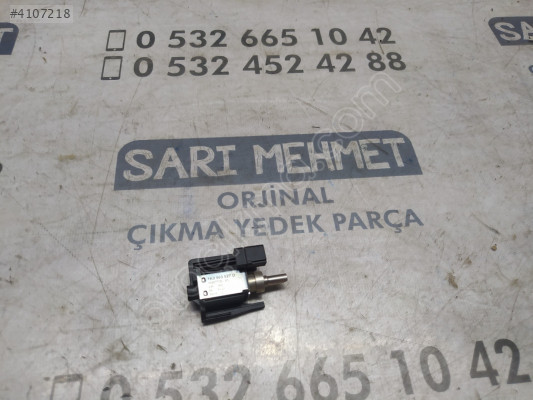 #4107218
0 532 665 10 42
0 532 452 42 88
SARI MEHMET
ORJİNAL
ÇIKMA YEDEK PARÇA
0 532 665 10 42